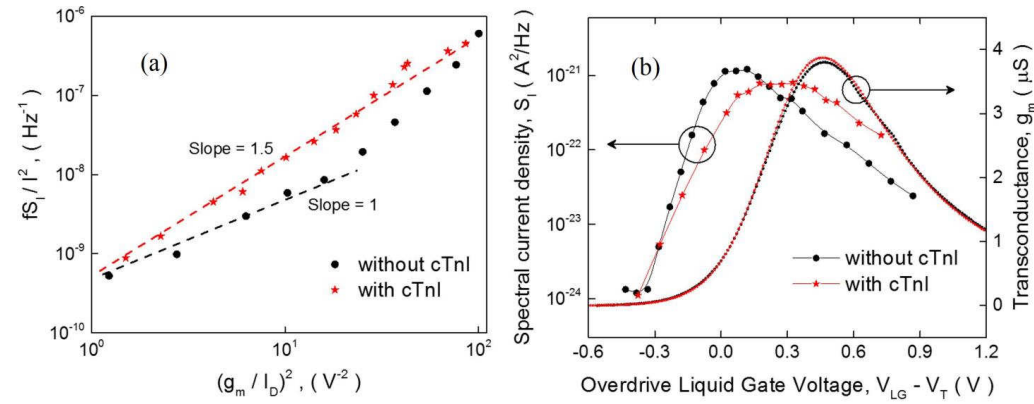 (a)
fS_I / I^2 , ( Hz^-1 )
10^-6
10^-7
10^-8
10^-9
10^-10
Slope = 1.5
Slope = 1
without cTnI
with cTnI
10^0
10^1
10^2
(g_m / I_D)^2 , ( V^-2 )
(b)
Spectral current density, S_I ( A^2/Hz )
10^-21
10^-22
10^-23
10^-24
without cTnI
with cTnI
4
3
2
1
0
Transconductance, g_m ( μS )
-0.6
-0.3
0.0
0.3
0.6
0.9
1.2
Overdrive Liquid Gate Voltage, V_LG - V_T ( V )